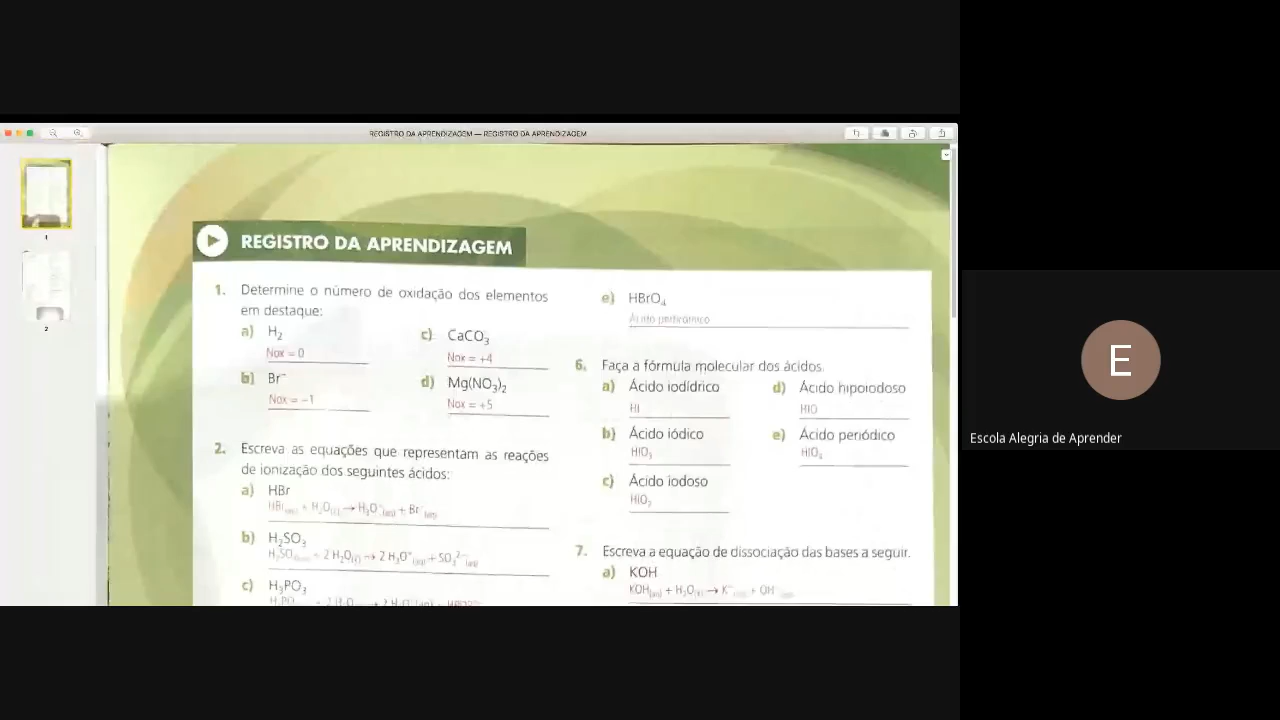 REGISTRO DA APRENDIZAGEM — REGISTRO DA APRENDIZAGEM
1
2
REGISTRO DA APRENDIZAGEM
1. Determine o número de oxidação dos elementos
em destaque:
a) H₂
Nox = 0
c) CaCO₃
Nox = +4
b) Br⁻
Nox = −1
d) Mg(NO₃)₂
Nox = +5
2. Escreva as equações que representam as reações
de ionização dos seguintes ácidos:
a) HBr
b) H₂SO₃
c) H₃PO₃
e) HBrO₄
Ácido perbrômico
6. Faça a fórmula molecular dos ácidos.
a) Ácido iodídrico
HI
d) Ácido hipoiodoso
HIO
b) Ácido iódico
HIO₃
e) Ácido periódico
HIO₄
c) Ácido iodoso
HIO₂
7. Escreva a equação de dissociação das bases a seguir.
a) KOH
E
Escola Alegria de Aprender